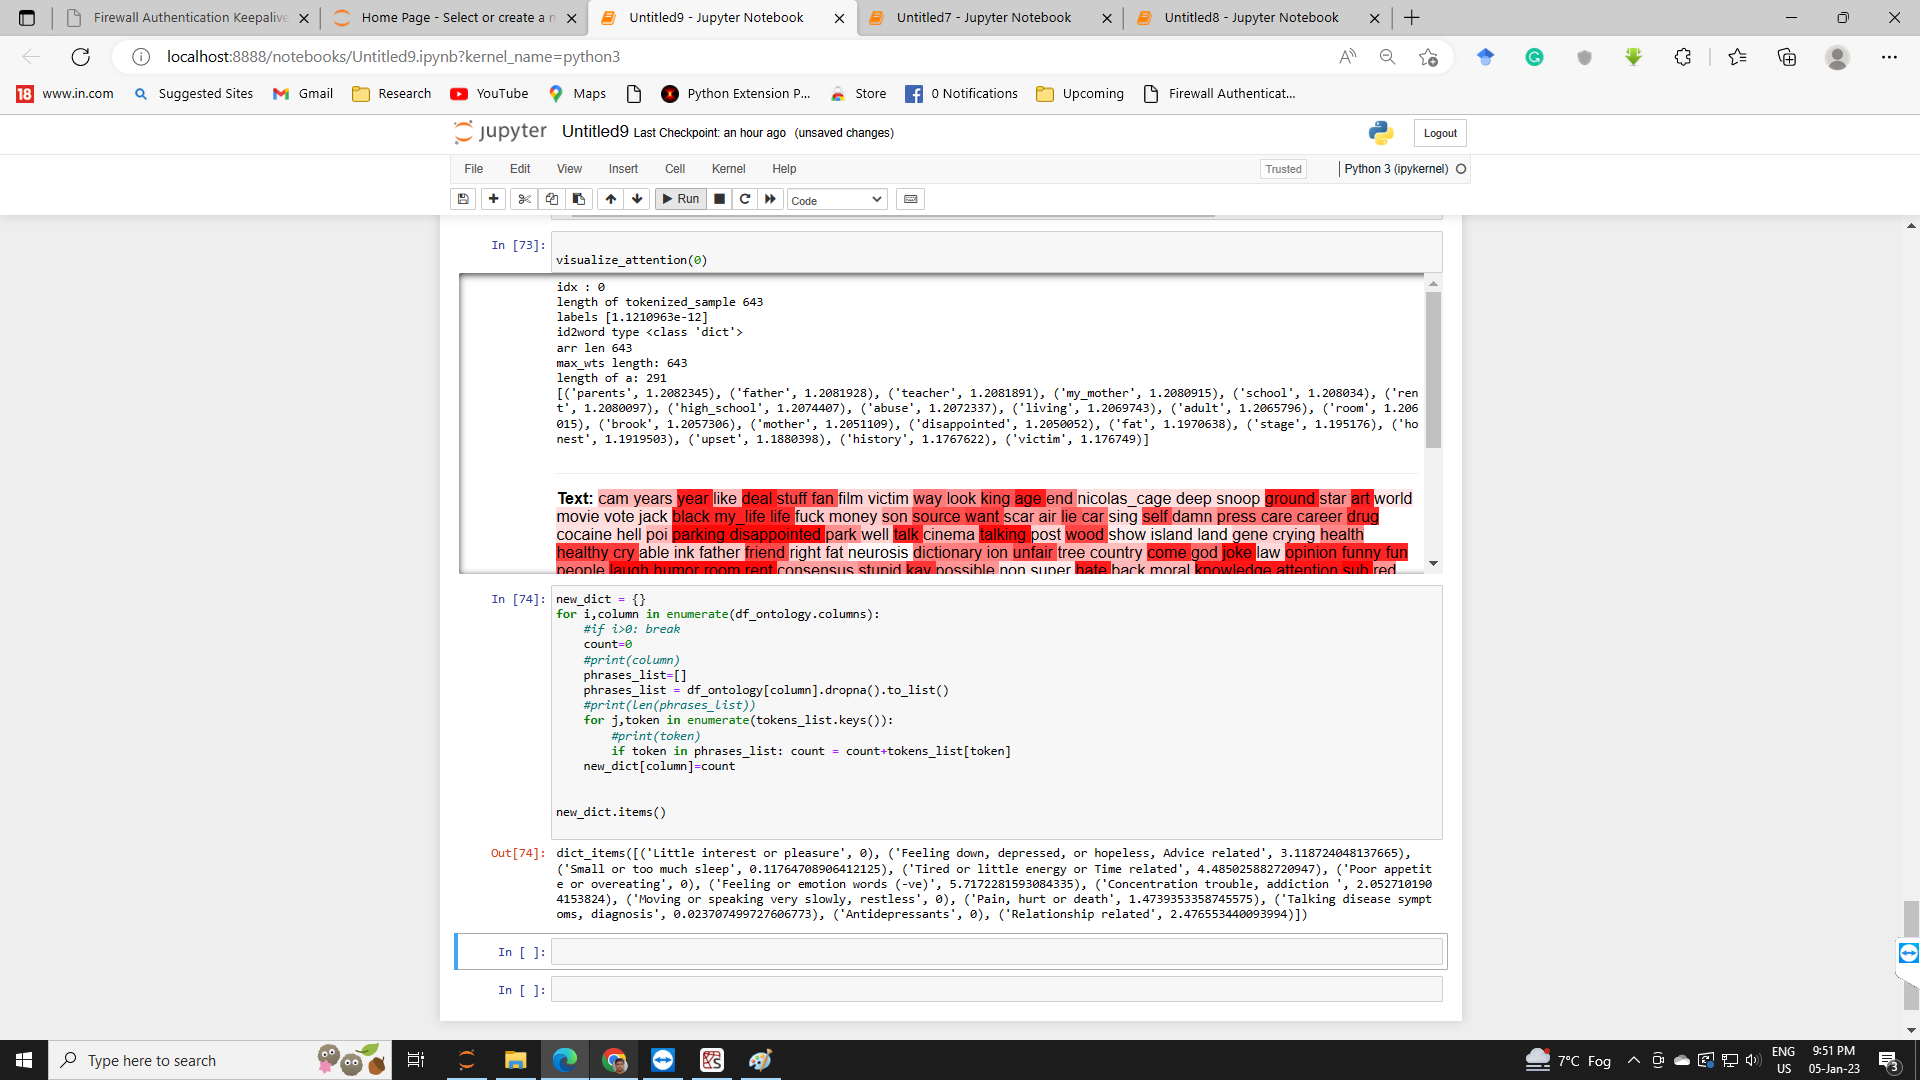 Firewall Authentication Keepalive
Home Page - Select or create a n
Untitled9 - Jupyter Notebook
Untitled7 - Jupyter Notebook
Untitled8 - Jupyter Notebook
localhost:8888/notebooks/Untitled9.ipynb?kernel_name=python3
18 www.in.com Suggested Sites Gmail Research YouTube Maps Python Extension P... Store 0 Notifications Upcoming Firewall Authenticat...
jupyter Untitled9 Last Checkpoint: an hour ago (unsaved changes) Logout
File Edit View Insert Cell Kernel Help Trusted Python 3 (ipykernel)
Run Code
In [73]:
visualize_attention(0)
idx : 0
length of tokenized_sample 643
labels [1.1210963e-12]
id2word type <class 'dict'>
arr len 643
max_wts length: 643
length of a: 291
[('parents', 1.2082345), ('father', 1.2081928), ('teacher', 1.2081891), ('my_mother', 1.2080915), ('school', 1.208034), ('ren
t', 1.2080097), ('high_school', 1.2074407), ('abuse', 1.2072337), ('living', 1.2069743), ('adult', 1.2065796), ('room', 1.206
015), ('brook', 1.2057306), ('mother', 1.2051109), ('disappointed', 1.2050052), ('fat', 1.1970638), ('stage', 1.195176), ('ho
nest', 1.1919503), ('upset', 1.1880398), ('history', 1.1767622), ('victim', 1.176749)]
Text: cam years year like deal stuff fan film victim way look king age end nicolas_cage deep snoop ground star art world
movie vote jack black my_life life fuck money son source want scar air lie car sing self damn press care career drug
cocaine hell poi parking disappointed park well talk cinema talking post wood show island land gene crying health
healthy cry able ink father friend right fat neurosis dictionary ion unfair tree country come god joke law opinion funny fun
people laugh humor room rent consensus stupid kay possible non super hate back moral knowledge attention sub red
In [74]:
new_dict = {}
for i,column in enumerate(df_ontology.columns):
    #if i>0: break
    count=0
    #print(column)
    phrases_list=[]
    phrases_list = df_ontology[column].dropna().to_list()
    #print(len(phrases_list))
    for j,token in enumerate(tokens_list.keys()):
        #print(token)
        if token in phrases_list: count = count+tokens_list[token]
    new_dict[column]=count
new_dict.items()
Out[74]:
dict_items([('Little interest or pleasure', 0), ('Feeling down, depressed, or hopeless, Advice related', 3.118724048137665),
('Small or too much sleep', 0.11764708906412125), ('Tired or little energy or Time related', 4.485025882720947), ('Poor appetit
e or overeating', 0), ('Feeling or emotion words (-ve)', 5.7172281593084335), ('Concentration trouble, addiction ', 2.052710190
4153824), ('Moving or speaking very slowly, restless', 0), ('Pain, hurt or death', 1.4739353358745575), ('Talking disease sympt
oms, diagnosis', 0.023707499727606773), ('Antidepressants', 0), ('Relationship related', 2.476553440093994)])
In [ ]:
In [ ]:
Type here to search
7°C Fog
ENG
US
9:51 PM
05-Jan-23
3